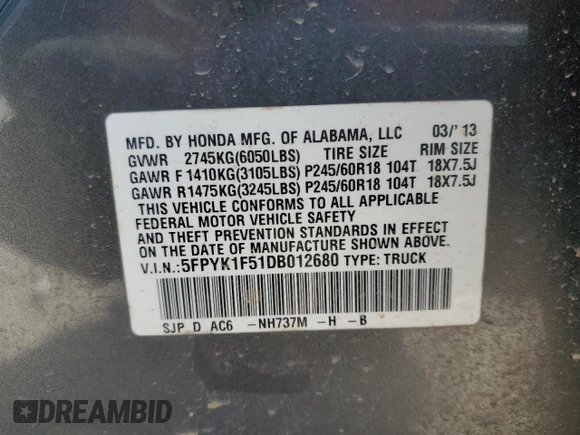 MFD. BY HONDA MFG. OF ALABAMA, LLC 03/'13
GVWR 2745KG(6050LBS) TIRE SIZE RIM SIZE
GAWR F 1410KG(3105LBS) P245/60R18 104T 18X7.5J
GAWR R1475KG(3245LBS) P245/60R18 104T 18X7.5J
THIS VEHICLE CONFORMS TO ALL APPLICABLE
FEDERAL MOTOR VEHICLE SAFETY
AND THEFT PREVENTION STANDARDS IN EFFECT
ON THE DATE OF MANUFACTURE SHOWN ABOVE.
V.I.N.:5FPYK1F51DB012680 TYPE: TRUCK
SJP D AC6 -NH737M -H -B
DREAMBID